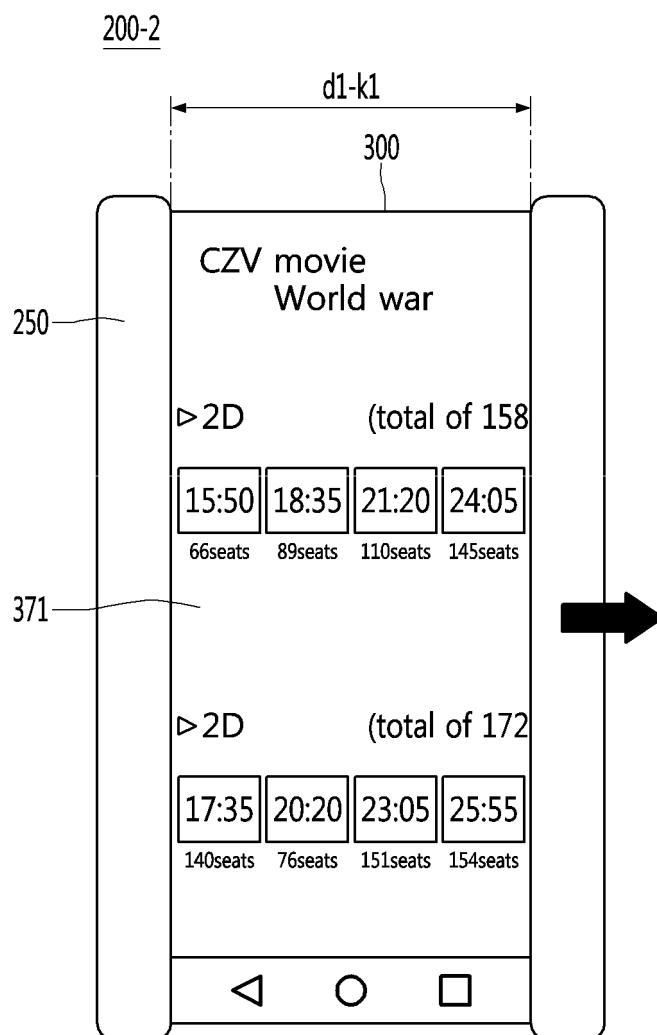 200-2
d1-k1
300
CZV movie
World war
250
▷2D (total of 158
15:50 18:35 21:20 24:05
66seats 89seats 110seats 145seats
371
▷2D (total of 172
17:35 20:20 23:05 25:55
140seats 76seats 151seats 154seats